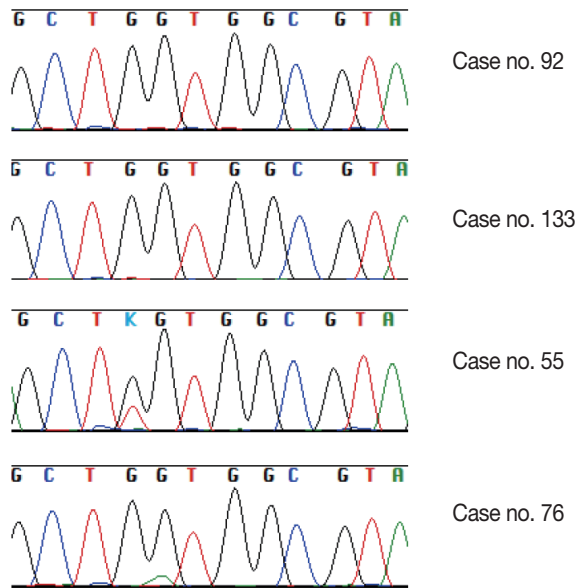 G C T G G T G G C G T A
Case no. 92
G C T G G T G G C G T A
Case no. 133
G C T K G T G G C G T A
Case no. 55
G C T G G T G G C G T A
Case no. 76